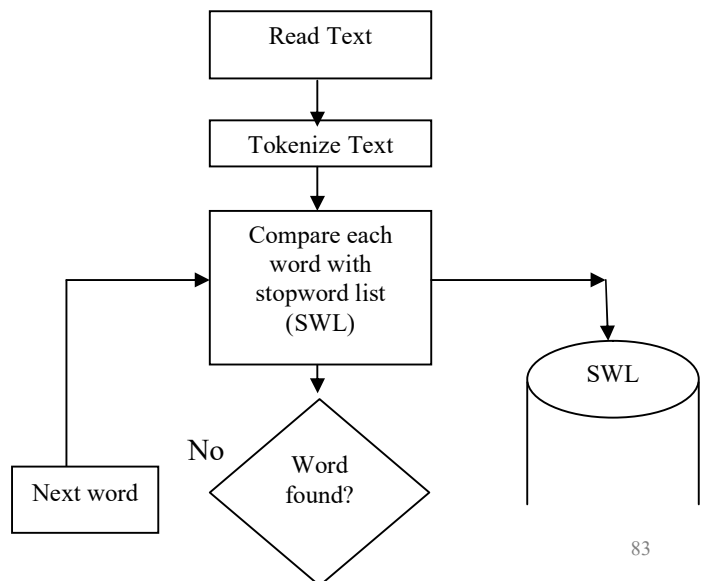 Read Text
Tokenize Text
Compare each
word with
stopword list
(SWL)
SWL
No
Word
found?
Next word
83